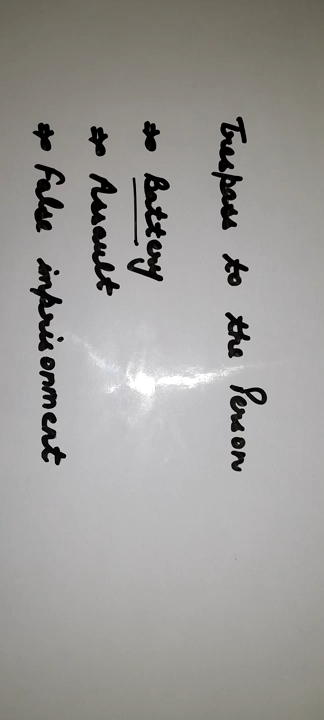 Trespass to the Person
⇒ Battery
⇒ Assault
⇒ False imprisonment